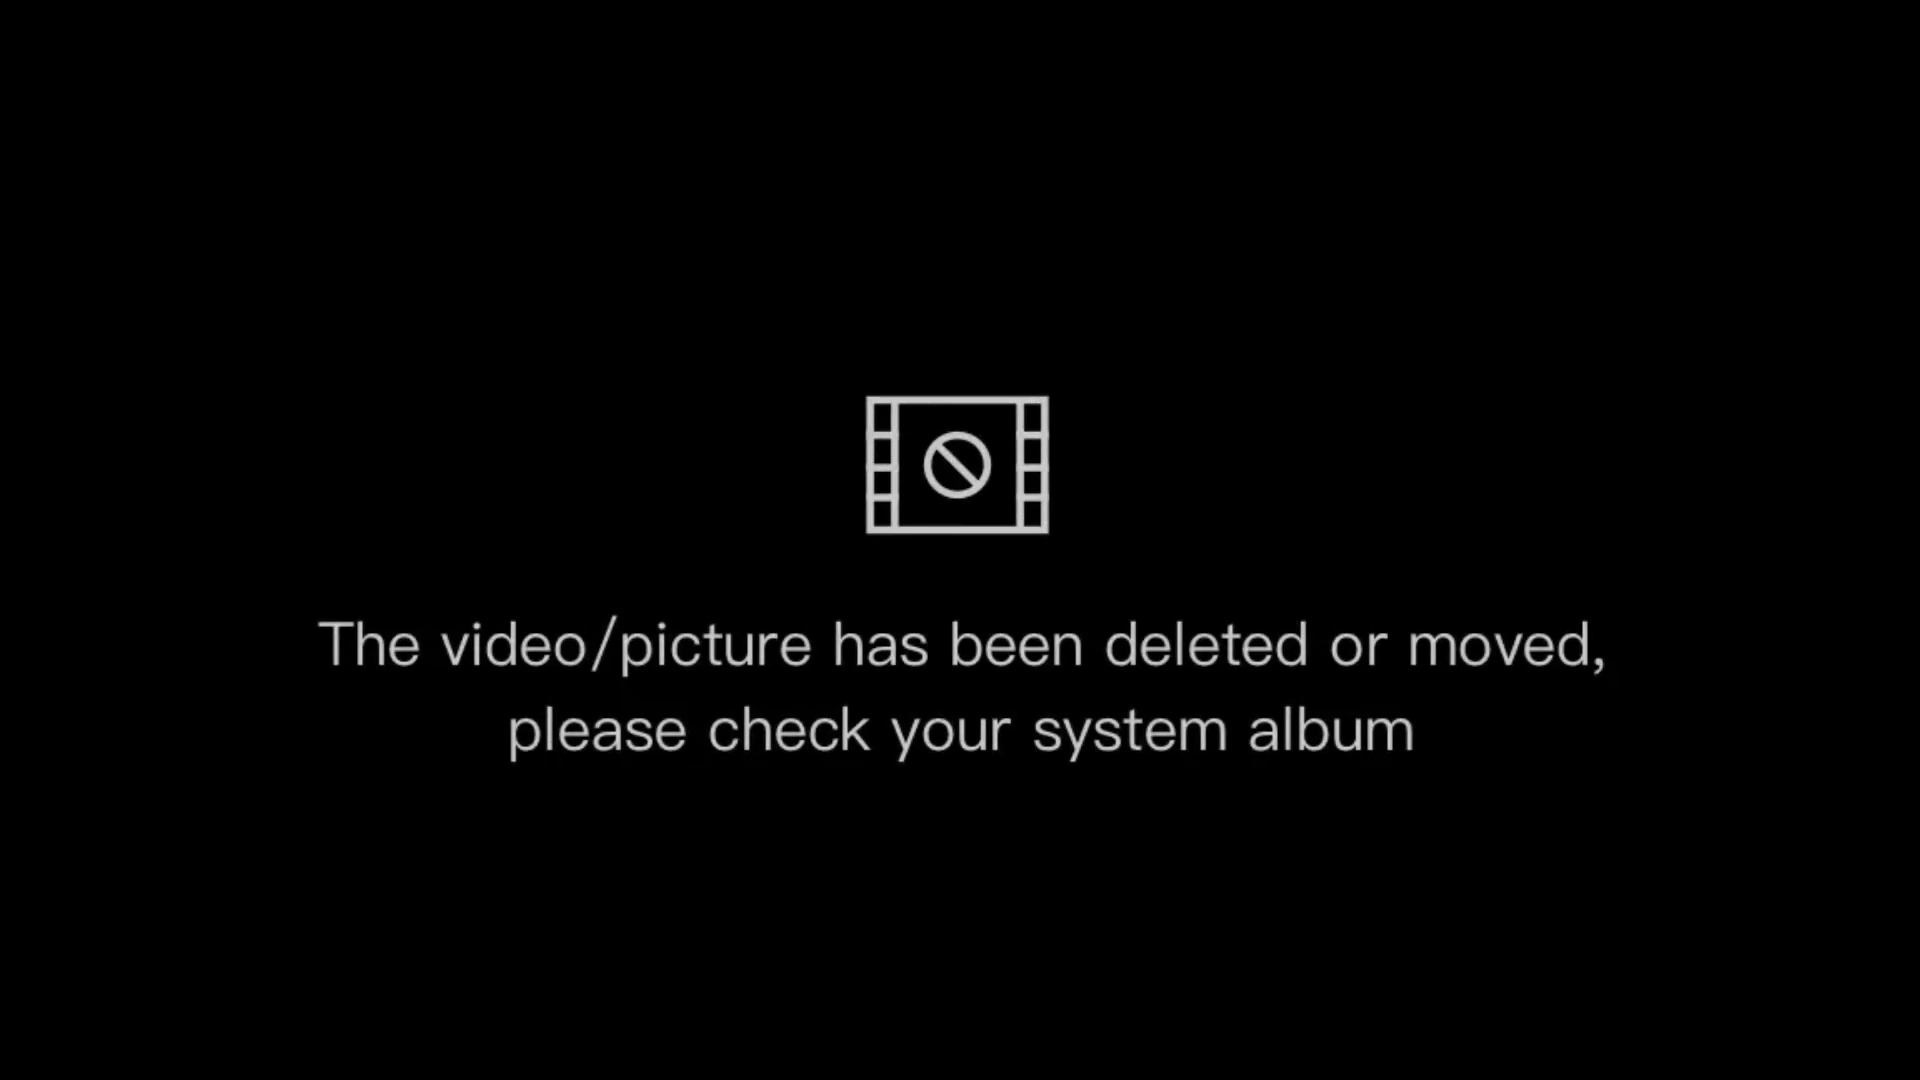 The video/picture has been deleted or moved,
please check your system album